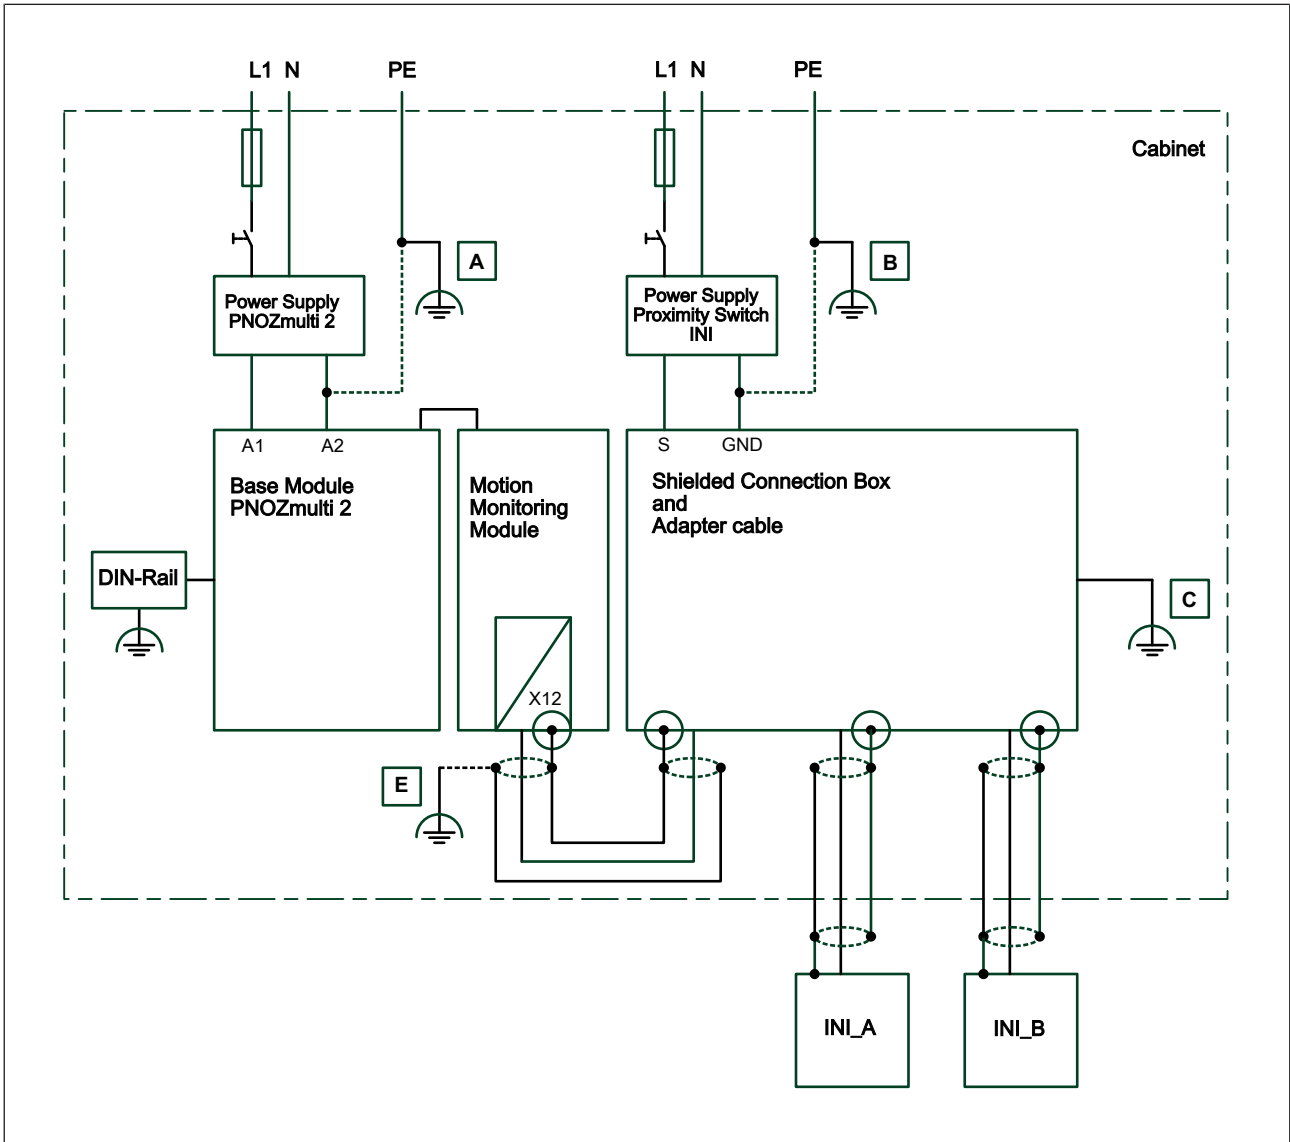 L1 N PE L1 N PE
Cabinet
A
B
Power Supply
PNOZmulti 2
Power Supply
Proximity Switch
INI
A1 A2
S GND
Base Module
PNOZmulti 2
Motion
Monitoring
Module
Shielded Connection Box
and
Adapter cable
DIN-Rail
C
X12
E
INI_A
INI_B